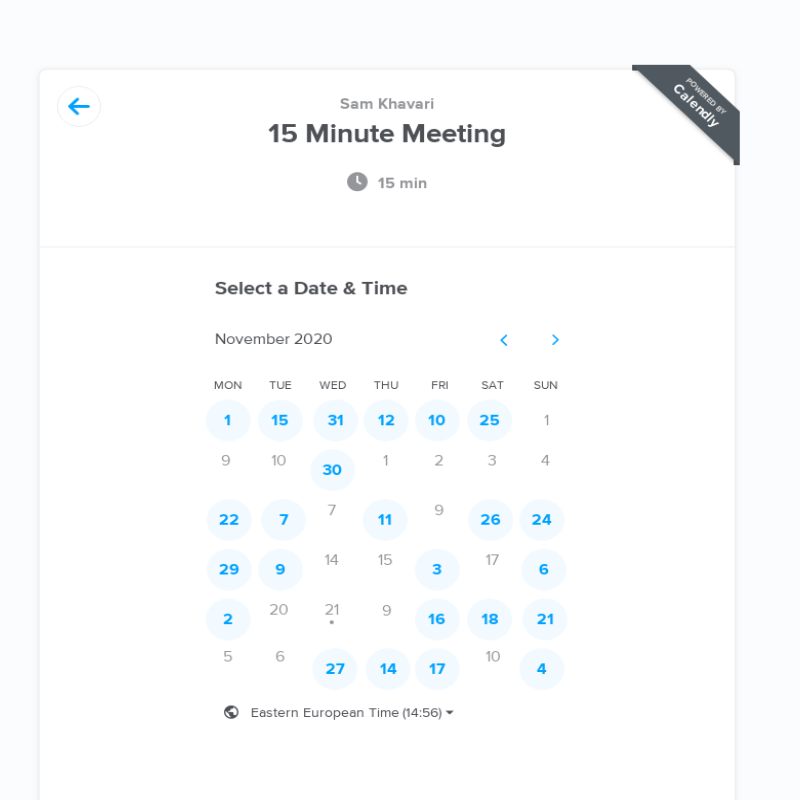 POWERED BY
Calendly
Sam Khavari
15 Minute Meeting
15 min
Select a Date & Time
November 2020
MON TUE WED THU FRI SAT SUN
1 15 31 12 10 25 1
9 10 30 1 2 3 4
22 7 7 11 9 26 24
29 9 14 15 3 17 6
2 20 21 9 16 18 21
5 6 27 14 17 10 4
Eastern European Time (14:56)